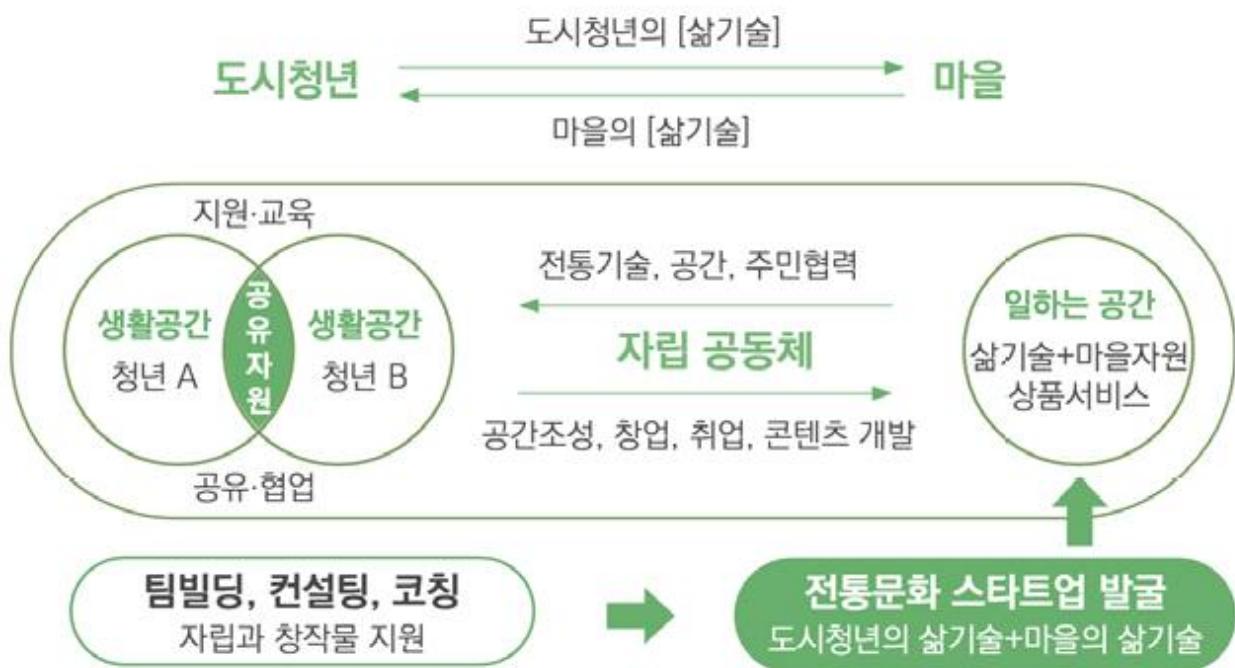 도시청년의 [삶기술]
도시청년
마을
마을의 [삶기술]
지원·교육
생활공간
청년 A
공유자원
생활공간
청년 B
공유·협업
전통기술, 공간, 주민협력
자립 공동체
공간조성, 창업, 취업, 콘텐츠 개발
일하는 공간
삶기술+마을자원
상품서비스
팀빌딩, 컨설팅, 코칭
자립과 창작물 지원
전통문화 스타트업 발굴
도시청년의 삶기술+마을의 삶기술